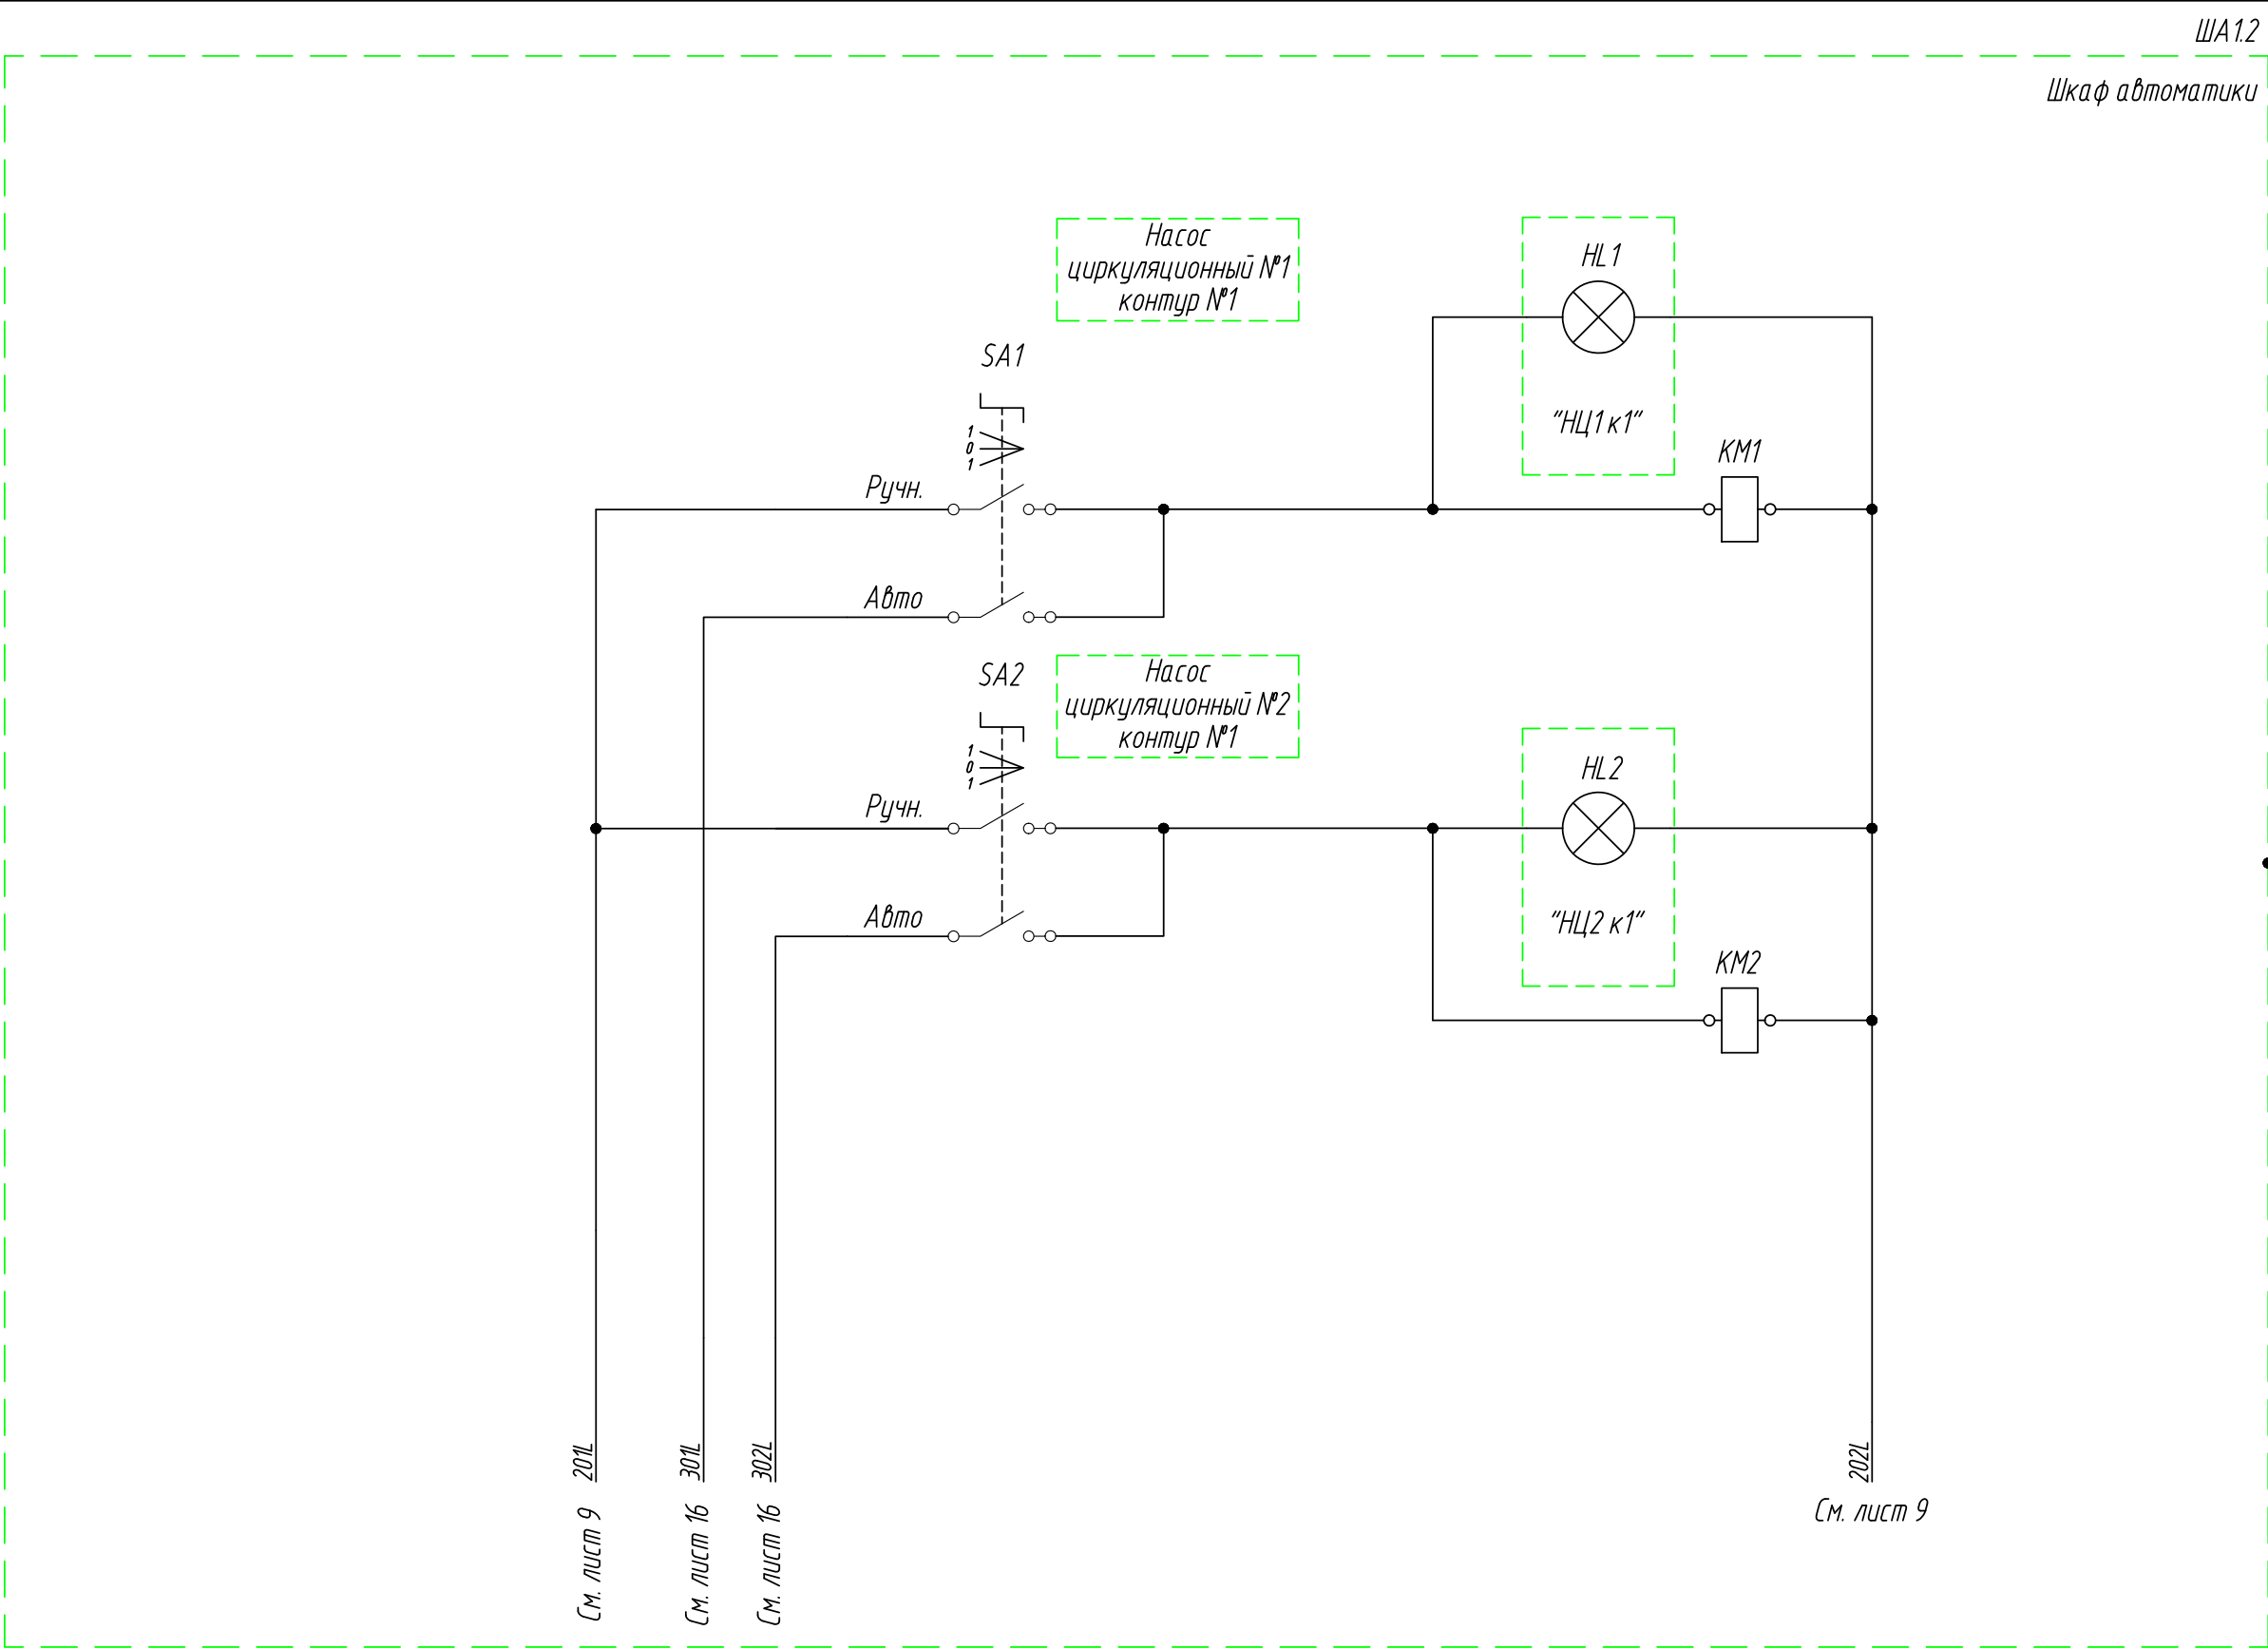 ША1.2
Шкаф автоматики
Насос
циркуляционный №1
контур №1
HL1
SA1
"НЦ1 к1"
1
0
1
КМ1
Ручн.
Авто
Насос
циркуляционный №2
контур №1
SA2
1
0
1
HL2
Ручн.
Авто
"НЦ2 к1"
КМ2
201L
301L
302L
202L
См. лист 9
См. лист 16
См. лист 16
См. лист 9